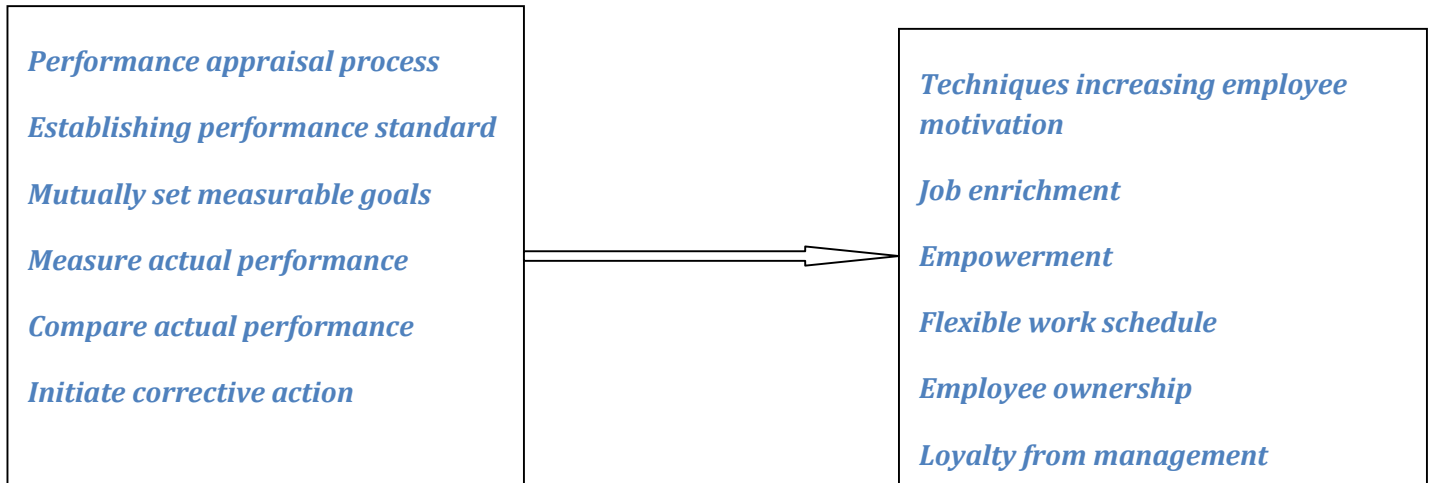 Performance appraisal process
Establishing performance standard
Mutually set measurable goals
Measure actual performance
Compare actual performance
Initiate corrective action
Techniques increasing employee
motivation
Job enrichment
Empowerment
Flexible work schedule
Employee ownership
Loyalty from management